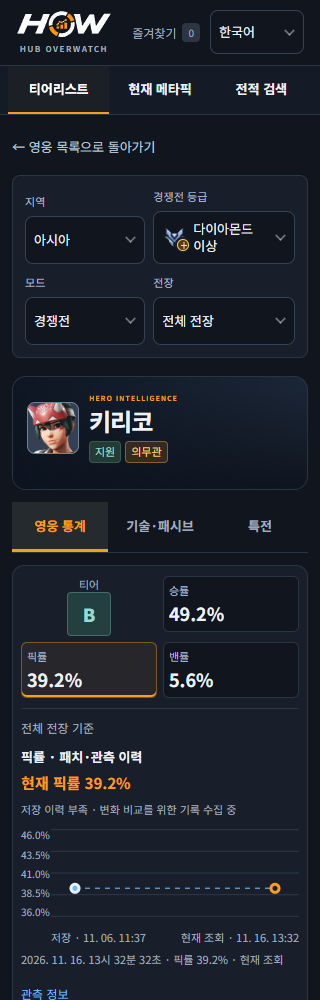 HOW
HUB OVERWATCH
즐겨찾기 0
한국어
티어리스트 현재 메타픽 전적 검색
← 영웅 목록으로 돌아가기
지역 경쟁전 등급
아시아 다이아몬드 이상
모드 전장
경쟁전 전체 전장
HERO INTELLIGENCE
키리코
지원 의무관
영웅 통계 기술·패시브 특전
티어
B
승률
49.2%
픽률
39.2%
밴률
5.6%
전체 전장 기준
픽률 · 패치·관측 이력
현재 픽률 39.2%
저장 이력 부족 · 변화 비교를 위한 기록 수집 중
46.0%
43.5%
41.0%
38.5%
36.0%
저장 · 11. 06. 11:37 현재 조회 · 11. 16. 13:32
2026. 11. 16. 13시 32분 32초 · 픽률 39.2% · 현재 조회
관측 정보